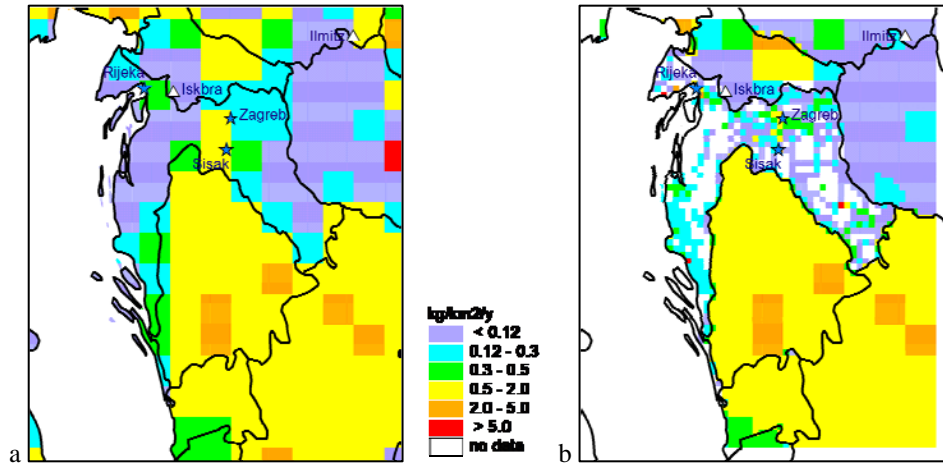 Ilmitz
Rijeka
Iskbra
Zagreb
Sisak
a
kg/km2/y
< 0.12
0.12 - 0.3
0.3 - 0.5
0.5 - 2.0
2.0 - 5.0
> 5.0
no data
Ilmitz
Rijeka
Iskbra
Zagreb
Sisak
b